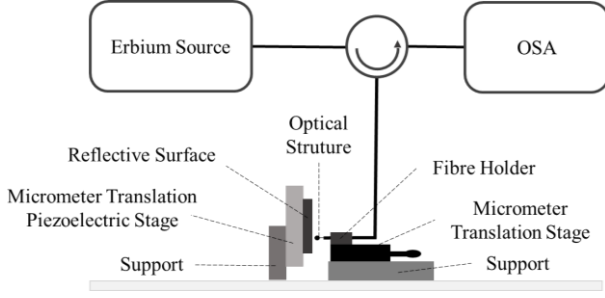 Erbium Source
OSA
Optical
Struture
Reflective Surface
Fibre Holder
Micrometer Translation
Piezoelectric Stage
Micrometer
Translation Stage
Support
Support